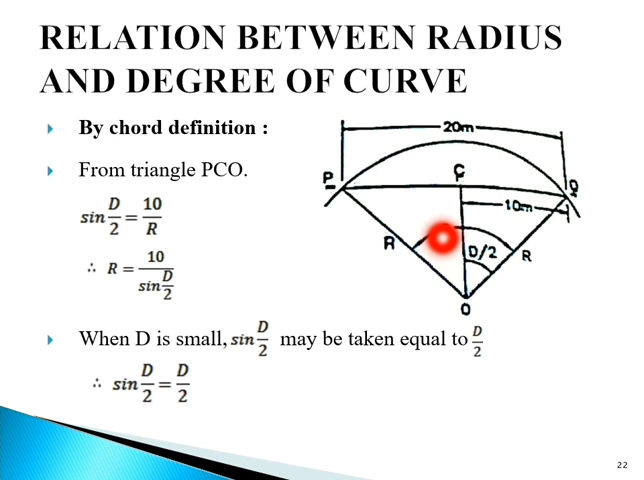 RELATION BETWEEN RADIUS
AND DEGREE OF CURVE
By chord definition :
From triangle PCO.
sin D/2 = 10/R
∴ R = 10/(sin D/2)
When D is small, sin D/2 may be taken equal to D/2
∴ sin D/2 = D/2
20m
P
C
Q
10m
R
D/2
R
O
22